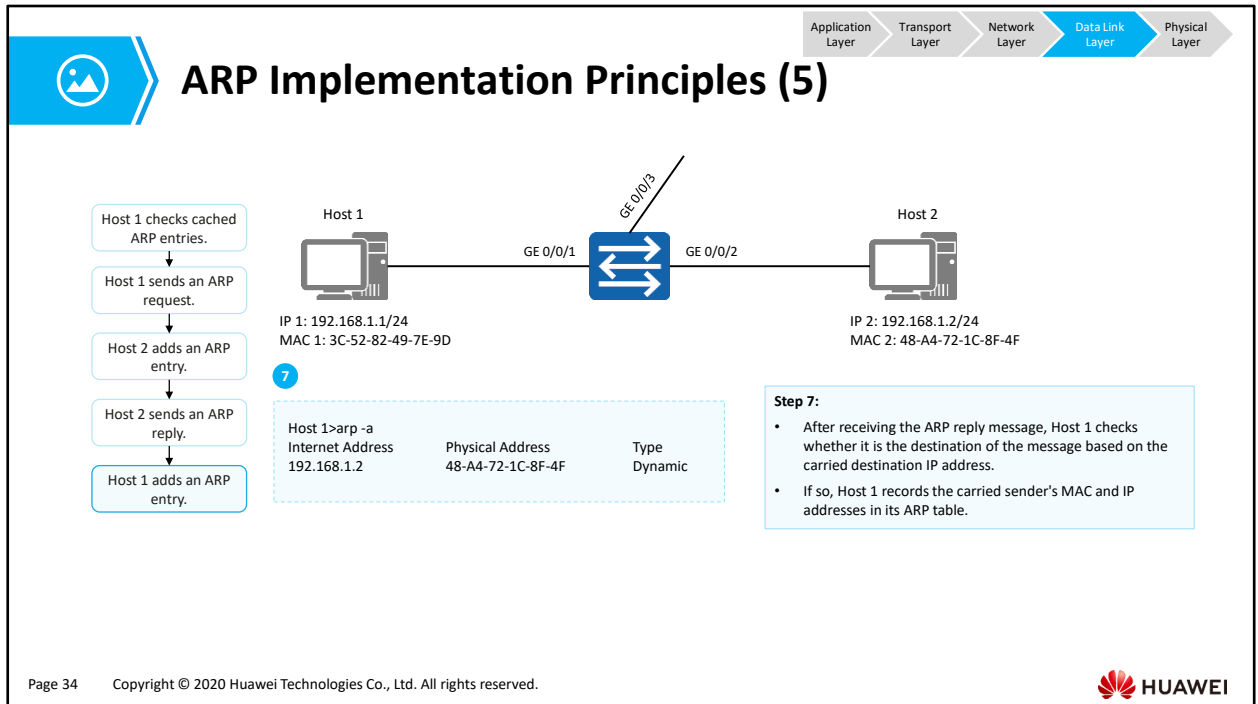 Application
Layer
Transport
Layer
Network
Layer
Data Link
Layer
Physical
Layer
ARP Implementation Principles (5)
Host 1 checks cached
ARP entries.
Host 1 sends an ARP
request.
Host 2 adds an ARP
entry.
Host 2 sends an ARP
reply.
Host 1 adds an ARP
entry.
Host 1
GE 0/0/1
GE 0/0/3
GE 0/0/2
Host 2
IP 1: 192.168.1.1/24
MAC 1: 3C-52-82-49-7E-9D
IP 2: 192.168.1.2/24
MAC 2: 48-A4-72-1C-8F-4F
7
Host 1>arp -a
Internet Address Physical Address Type
192.168.1.2 48-A4-72-1C-8F-4F Dynamic
Step 7:
• After receiving the ARP reply message, Host 1 checks
whether it is the destination of the message based on the
carried destination IP address.
• If so, Host 1 records the carried sender's MAC and IP
addresses in its ARP table.
Page 34 Copyright © 2020 Huawei Technologies Co., Ltd. All rights reserved.
HUAWEI